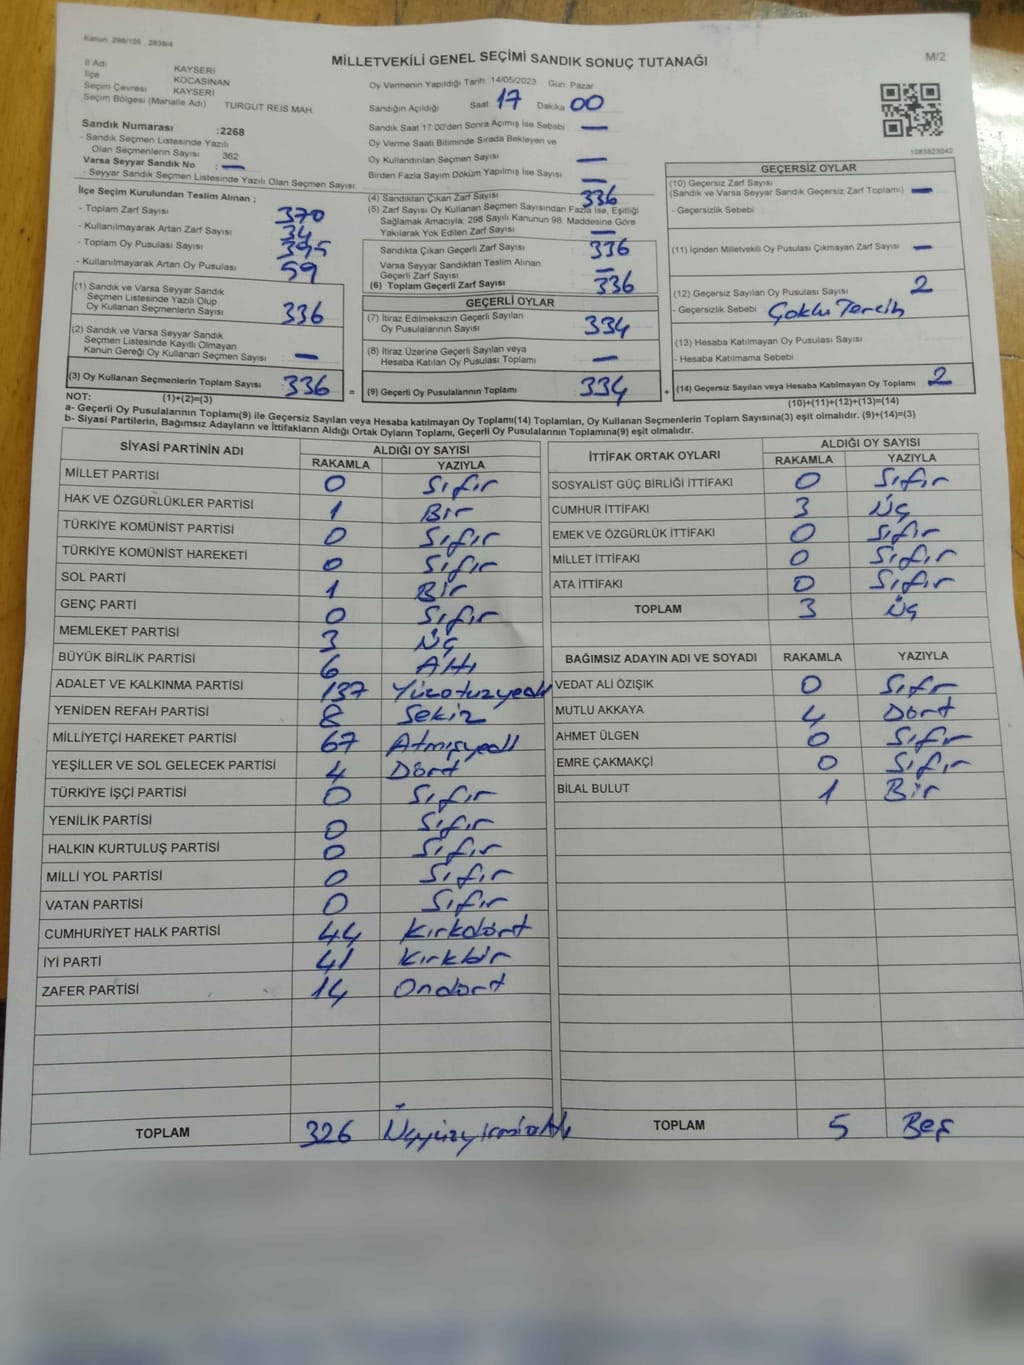 Kanun: 298/105 , 2839/4
MİLLETVEKİLİ GENEL SEÇİMİ SANDIK SONUÇ TUTANAĞI
M/2
İl Adı KAYSERİ
İlçe KOCASİNAN
Seçim Çevresi KAYSERİ
Seçim Bölgesi (Mahalle Adı) TURGUT REİS MAH.
Sandık Numarası :2268
- Sandık Seçmen Listesinde Yazılı
Olan Seçmenlerin Sayısı 362
Varsa Seyyar Sandık No : —
- Seyyar Sandık Seçmen Listesinde Yazılı Olan Seçmen Sayısı:
Oy Vermenin Yapıldığı Tarih 14/05/2023 Gün: Pazar
Sandığın Açıldığı Saat 17 Dakika 00
Sandık Saat 17:00'den Sonra Açımış İse Sebebi —
Oy Verme Saati Bitiminde Sırada Bekleyen ve
Oy Kullandırılan Seçmen Sayısı —
Birden Fazla Sayım Döküm Yapılmış İse Sayısı —
1083823042
İlçe Seçim Kurulundan Teslim Alınan ;
- Toplam Zarf Sayısı 370
- Kullanılmayarak Artan Zarf Sayısı 34
- Toplam Oy Pusulası Sayısı 395
- Kullanılmayarak Artan Oy Pusulası 59
(1) Sandık ve Varsa Seyyar Sandık
Seçmen Listesinde Yazılı Olup
Oy Kullanan Seçmenlerin Sayısı 336
(2) Sandık ve Varsa Seyyar Sandık
Seçmen Listesinde Kayıtlı Olmayan
Kanun Gereği Oy Kullanan Seçmen Sayısı —
(3) Oy Kullanan Seçmenlerin Toplam Sayısı 336 =
(4) Sandıktan Çıkan Zarf Sayısı 336
(5) Zarf Sayısı Oy Kullanan Seçmen Sayısından Fazla İse, Eşitliği
Sağlamak Amacıyla, 298 Sayılı Kanunun 98. Maddesine Göre
Yakılarak Yok Edilen Zarf Sayısı —
Sandıkta Çıkan Geçerli Zarf Sayısı 336
Varsa Seyyar Sandıktan Teslim Alınan
Geçerli Zarf Sayısı —
(6) Toplam Geçerli Zarf Sayısı 336
GEÇERLİ OYLAR
(7) İtiraz Edilmeksizin Geçerli Sayılan
Oy Pusulalarının Sayısı 334
(8) İtiraz Üzerine Geçerli Sayılan veya
Hesaba Katılan Oy Pusulası Toplamı —
(9) Geçerli Oy Pusulalarının Toplamı 334 +
GEÇERSİZ OYLAR
(10) Geçersiz Zarf Sayısı
(Sandık ve Varsa Seyyar Sandık Geçersiz Zarf Toplamı) —
- Geçersizlik Sebebi
(11) İçinden Milletvekili Oy Pusulası Çıkmayan Zarf Sayısı —
(12) Geçersiz Sayılan Oy Pusulası Sayısı 2
- Geçersizlik Sebebi Çoklu Tercih
(13) Hesaba Katılmayan Oy Pusulası Sayısı
- Hesaba Katılmama Sebebi
(14) Geçersiz Sayılan veya Hesaba Katılmayan Oy Toplamı 2
NOT: (1)+(2)=(3) (10)+(11)+(12)+(13)=(14)
a- Geçerli Oy Pusulalarının Toplamı(9) ile Geçersiz Sayılan veya Hesaba katılmayan Oy Toplamı(14) Toplamları, Oy Kullanan Seçmenlerin Toplam Sayısına(3) eşit olmalıdır. (9)+(14)=(3)
b- Siyasi Partilerin, Bağımsız Adayların ve İttifakların Aldığı Ortak Oyların Toplamı, Geçerli Oy Pusulalarının Toplamına(9) eşit olmalıdır.
SİYASİ PARTİNİN ADI ALDIĞI OY SAYISI
RAKAMLA YAZIYLA
MİLLET PARTİSİ 0 Sıfır
HAK VE ÖZGÜRLÜKLER PARTİSİ 1 Bir
TÜRKİYE KOMÜNİST PARTİSİ 0 Sıfır
TÜRKİYE KOMÜNİST HAREKETİ 0 Sıfır
SOL PARTİ 1 Bir
GENÇ PARTİ 0 Sıfır
MEMLEKET PARTİSİ 3 Üç
BÜYÜK BİRLİK PARTİSİ 6 Altı
ADALET VE KALKINMA PARTİSİ 137 Yüzotuzyedi
YENİDEN REFAH PARTİSİ 8 Sekiz
MİLLİYETÇİ HAREKET PARTİSİ 67 Atmışyedi
YEŞİLLER VE SOL GELECEK PARTİSİ 4 Dört
TÜRKİYE İŞÇİ PARTİSİ 0 Sıfır
YENİLİK PARTİSİ 0 Sıfır
HALKIN KURTULUŞ PARTİSİ 0 Sıfır
MİLLİ YOL PARTİSİ 0 Sıfır
VATAN PARTİSİ 0 Sıfır
CUMHURİYET HALK PARTİSİ 44 Kırkdört
İYİ PARTİ 41 Kırkbir
ZAFER PARTİSİ 14 Ondört
TOPLAM 326 Üçyüzyirmialtı
İTTİFAK ORTAK OYLARI ALDIĞI OY SAYISI
RAKAMLA YAZIYLA
SOSYALİST GÜÇ BİRLİĞİ İTTİFAKI 0 Sıfır
CUMHUR İTTİFAKI 3 Üç
EMEK VE ÖZGÜRLÜK İTTİFAKI 0 Sıfır
MİLLET İTTİFAKI 0 Sıfır
ATA İTTİFAKI 0 Sıfır
TOPLAM 3 Üç
BAĞIMSIZ ADAYIN ADI VE SOYADI RAKAMLA YAZIYLA
VEDAT ALİ ÖZIŞIK 0 Sıfır
MUTLU AKKAYA 4 Dört
AHMET ÜLGEN 0 Sıfır
EMRE ÇAKMAKÇİ 0 Sıfır
BİLAL BULUT 1 Bir
TOPLAM 5 Beş